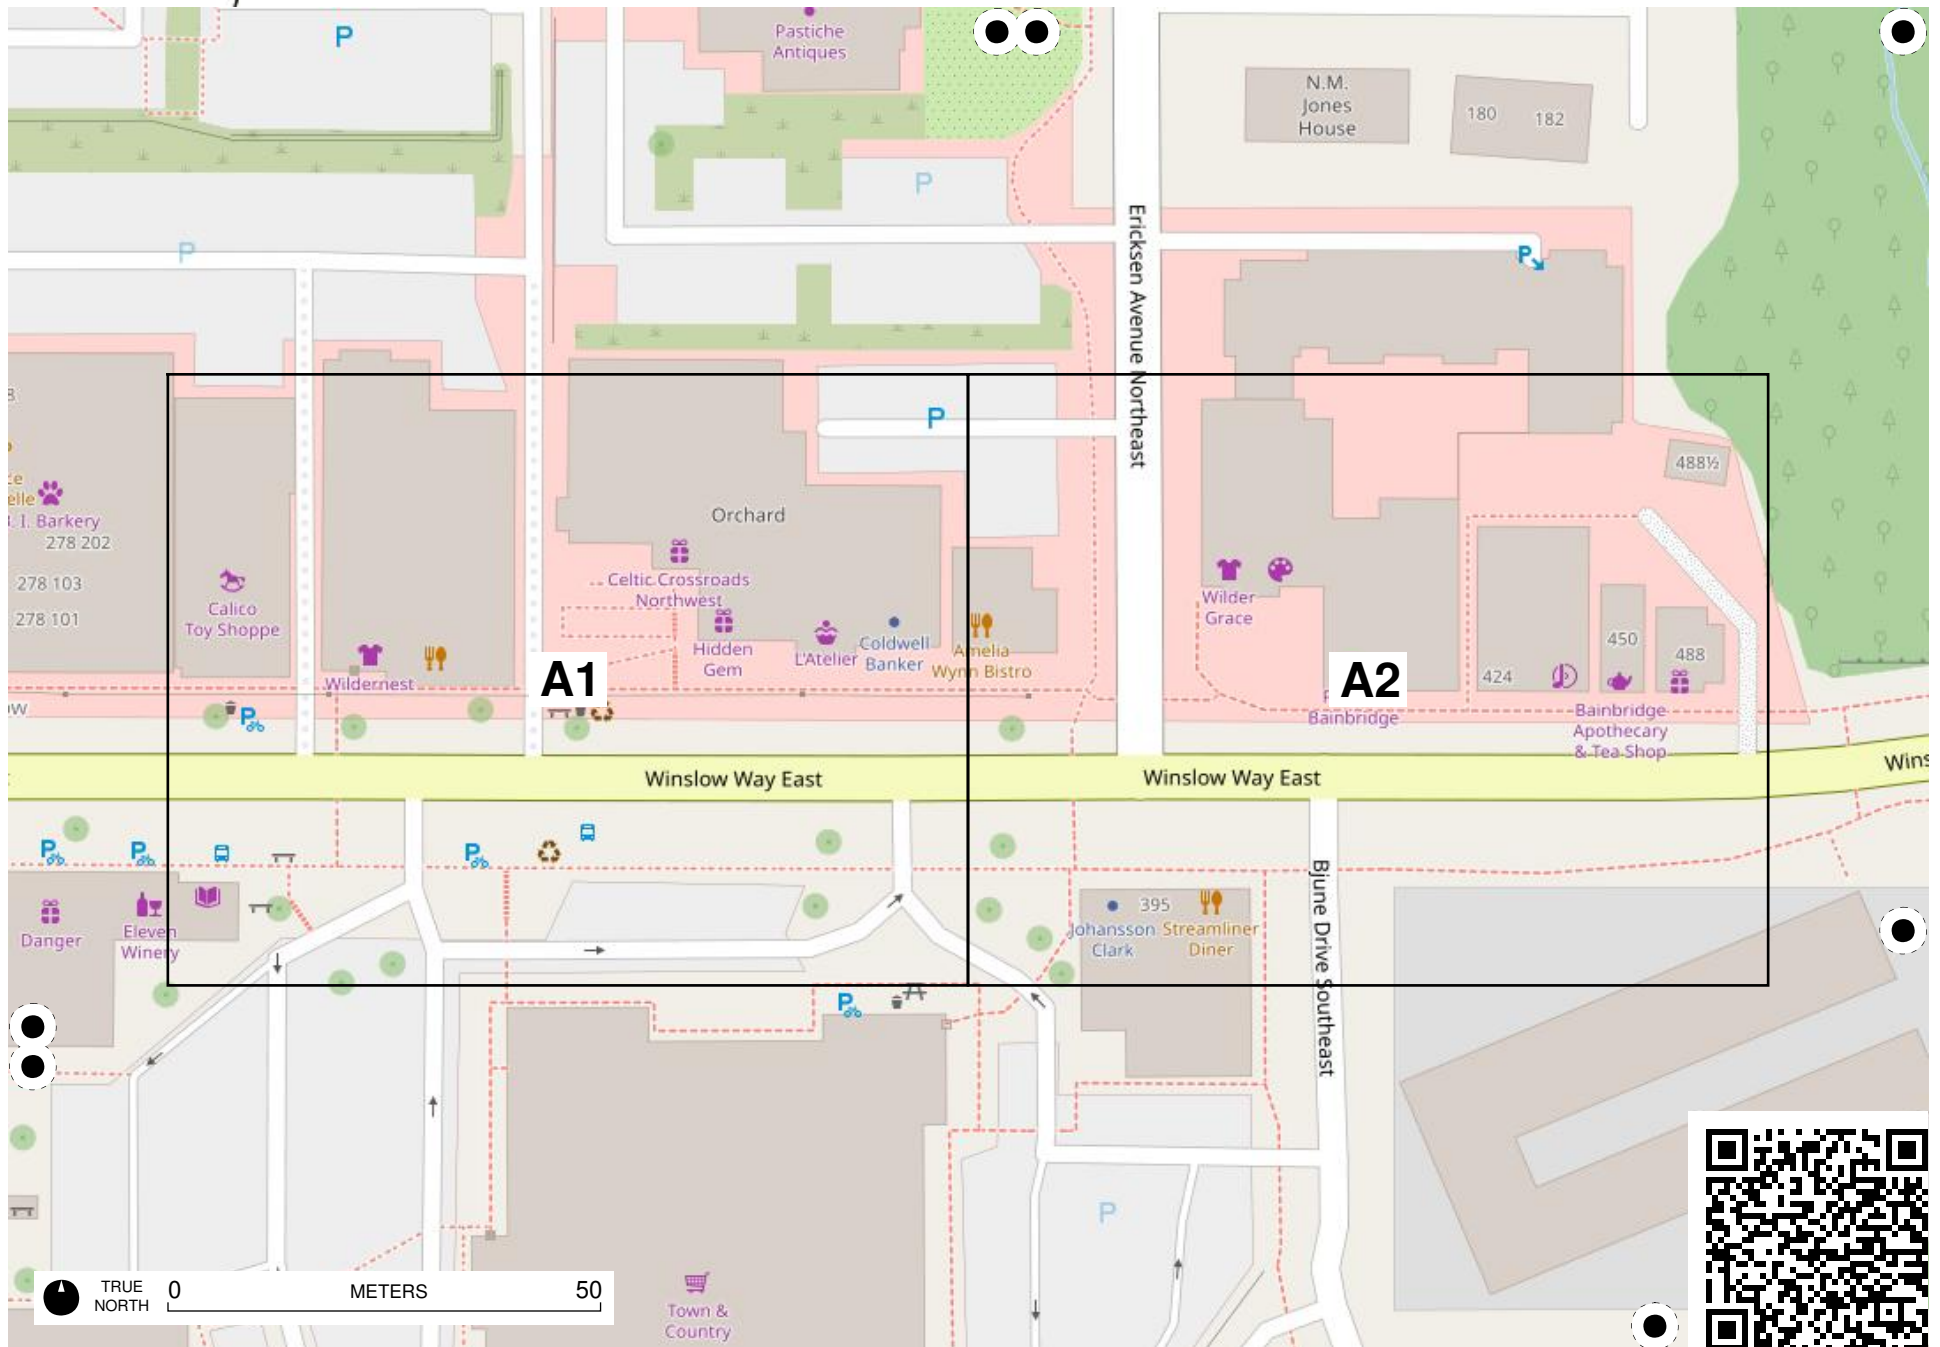 P
Pastiche
Antiques
N.M.
Jones
House
180
182
P
P
P
Ericksen Avenue Northeast
P
488½
Barkery
278 202
278 103
278 101
Orchard
Celtic Crossroads
Northwest
Calico
Toy Shoppe
Wilder
Grace
Hidden
Gem
L'Atelier
Coldwell
Banker
Amelia
Wynn Bistro
450
488
424
Wildernest
A1
A2
Bainbridge
Bainbridge
Apothecary
& Tea Shop
P
Winslow Way East
Winslow Way East
P
P
P
Danger
Eleven
Winery
395
Johansson
Clark
Streamliner
Diner
Bjune Drive Southeast
P
P
TRUE
NORTH
0
METERS
50
Town &
Country